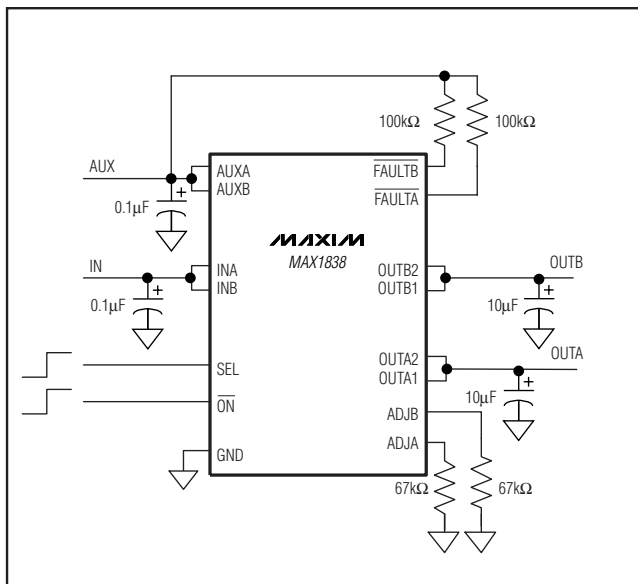 100kΩ
100kΩ
AUX
AUXA
AUXB
FAULTB
FAULTA
0.1µF
+
MAXIM
MAX1838
IN
INA
INB
OUTB2
OUTB1
OUTB
0.1µF
+
10µF
+
SEL
OUTA2
OUTA1
OUTA
ON
10µF
+
ADJB
ADJA
GND
67kΩ
67kΩ